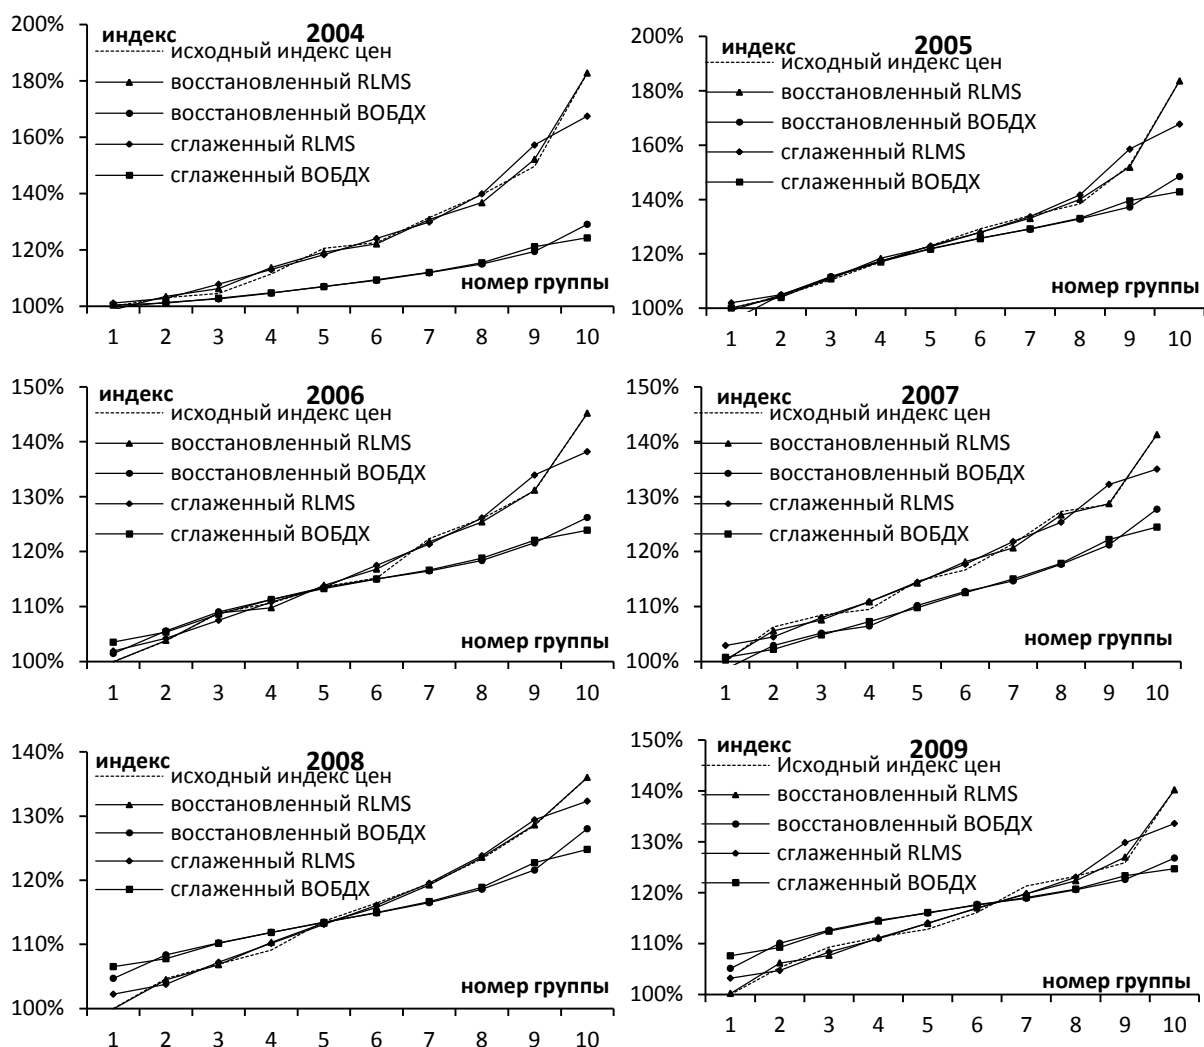 2004
индекс
исходный индекс цен
восстановленный RLMS
восстановленный ВОБДХ
сглаженный RLMS
сглаженный ВОБДХ
200%
180%
160%
140%
120%
100%
номер группы
1 2 3 4 5 6 7 8 9 10
2005
индекс
исходный индекс цен
восстановленный RLMS
восстановленный ВОБДХ
сглаженный RLMS
сглаженный ВОБДХ
200%
180%
160%
140%
120%
100%
номер группы
1 2 3 4 5 6 7 8 9 10
2006
индекс
исходный индекс цен
восстановленный RLMS
восстановленный ВОБДХ
сглаженный RLMS
сглаженный ВОБДХ
150%
140%
130%
120%
110%
100%
номер группы
1 2 3 4 5 6 7 8 9 10
2007
индекс
исходный индекс цен
восстановленный RLMS
восстановленный ВОБДХ
сглаженный RLMS
сглаженный ВОБДХ
150%
140%
130%
120%
110%
100%
номер группы
1 2 3 4 5 6 7 8 9 10
2008
индекс
исходный индекс цен
восстановленный RLMS
восстановленный ВОБДХ
сглаженный RLMS
сглаженный ВОБДХ
140%
130%
120%
110%
100%
номер группы
1 2 3 4 5 6 7 8 9 10
2009
индекс
Исходный индекс цен
восстановленный RLMS
восстановленный ВОБДХ
сглаженный RLMS
сглаженный ВОБДХ
150%
140%
130%
120%
110%
100%
номер группы
1 2 3 4 5 6 7 8 9 10